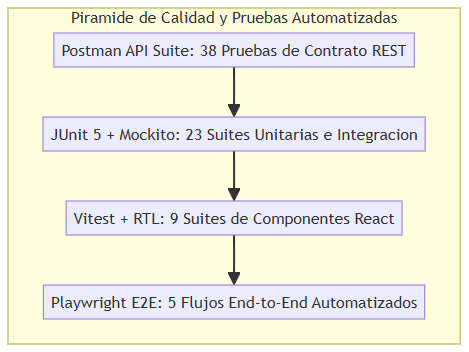 Piramide de Calidad y Pruebas Automatizadas
Postman API Suite: 38 Pruebas de Contrato REST
JUnit 5 + Mockito: 23 Suites Unitarias e Integracion
Vitest + RTL: 9 Suites de Componentes React
Playwright E2E: 5 Flujos End-to-End Automatizados